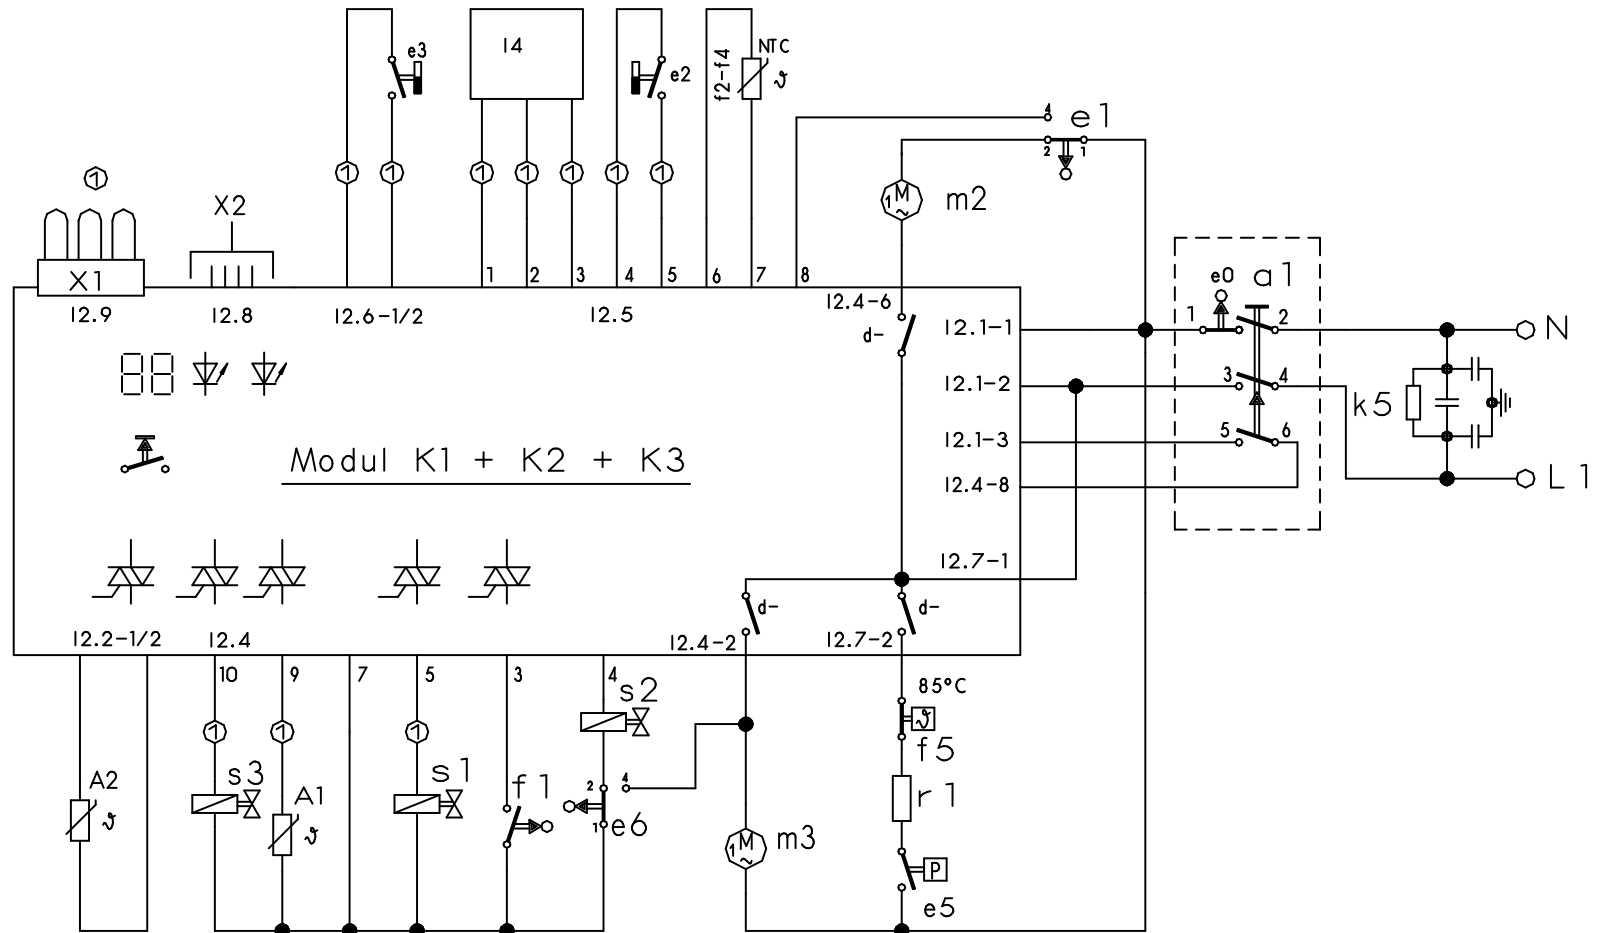 e3
I4
e2
f2-f4
NTC
ϑ
4
e1
2
1
1
1
1
1
1
1
1
1
m2
1
M
~
X2
X1
1
2
3
4
5
6
7
8
I2.9
I2.8
I2.6-1/2
I2.5
I2.4-6
d-
I2.1-1
I2.1-2
I2.1-3
I2.4-8
I2.7-1
e0
a1
1
2
3
4
5
6
N
k5
L1
88
Modul K1 + K2 + K3
d-
d-
I2.2-1/2
I2.4
I2.4-2
I2.7-2
10
9
7
5
3
4
s2
85°C
ϑ
f5
1
1
1
A2
ϑ
s3
A1
ϑ
s1
f1
2
4
1
e6
r1
m3
1
M
~
P
e5